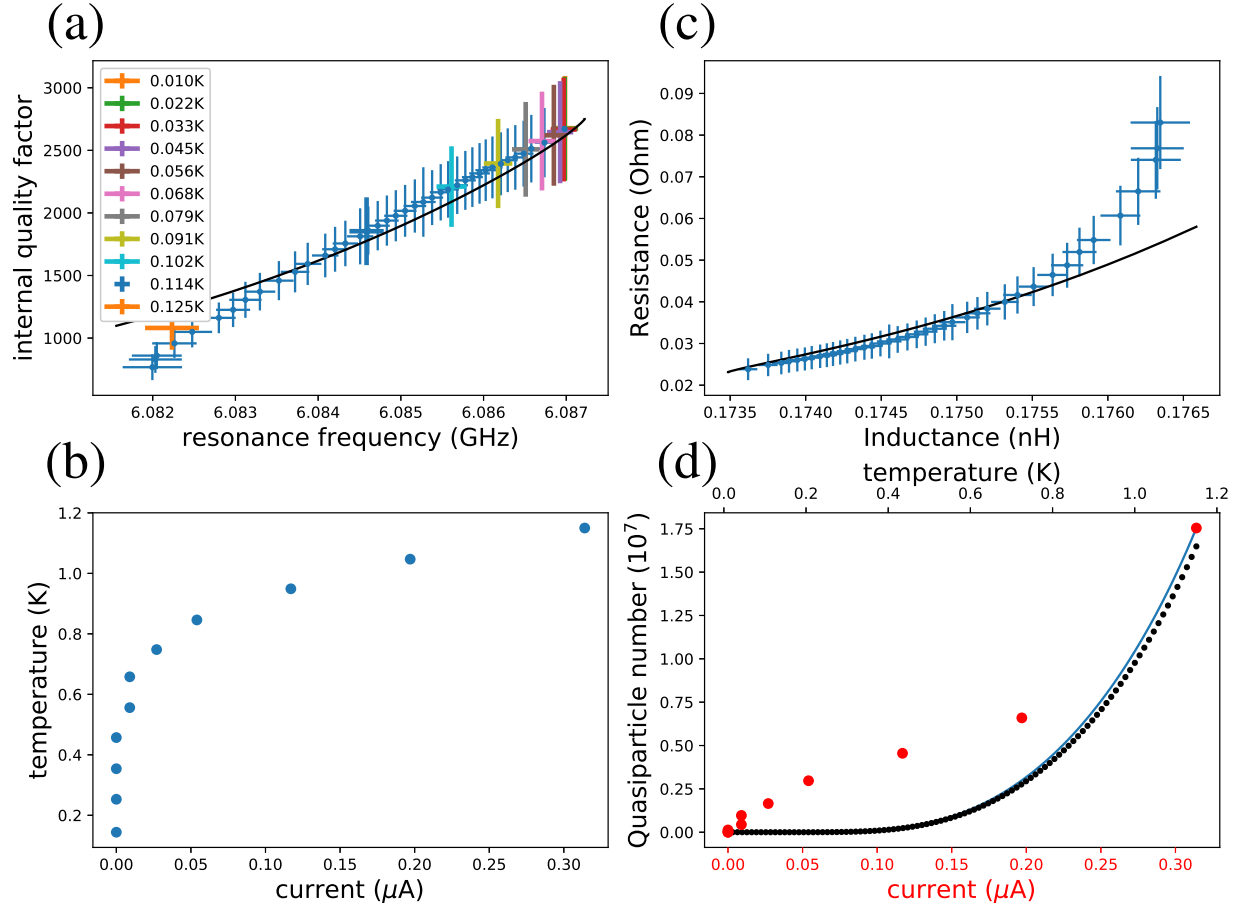 (a)
internal quality factor
3000
2500
2000
1500
1000
0.010K
0.022K
0.033K
0.045K
0.056K
0.068K
0.079K
0.091K
0.102K
0.114K
0.125K
6.082 6.083 6.084 6.085 6.086 6.087
resonance frequency (GHz)
(c)
Resistance (Ohm)
0.09
0.08
0.07
0.06
0.05
0.04
0.03
0.02
0.1735 0.1740 0.1745 0.1750 0.1755 0.1760 0.1765
Inductance (nH)
(b)
temperature (K)
1.2
1.0
0.8
0.6
0.4
0.2
0.00 0.05 0.10 0.15 0.20 0.25 0.30
current (μA)
(d)
temperature (K)
0.0 0.2 0.4 0.6 0.8 1.0 1.2
Quasiparticle number (10⁷)
1.75
1.50
1.25
1.00
0.75
0.50
0.25
0.00
0.00 0.05 0.10 0.15 0.20 0.25 0.30
current (μA)